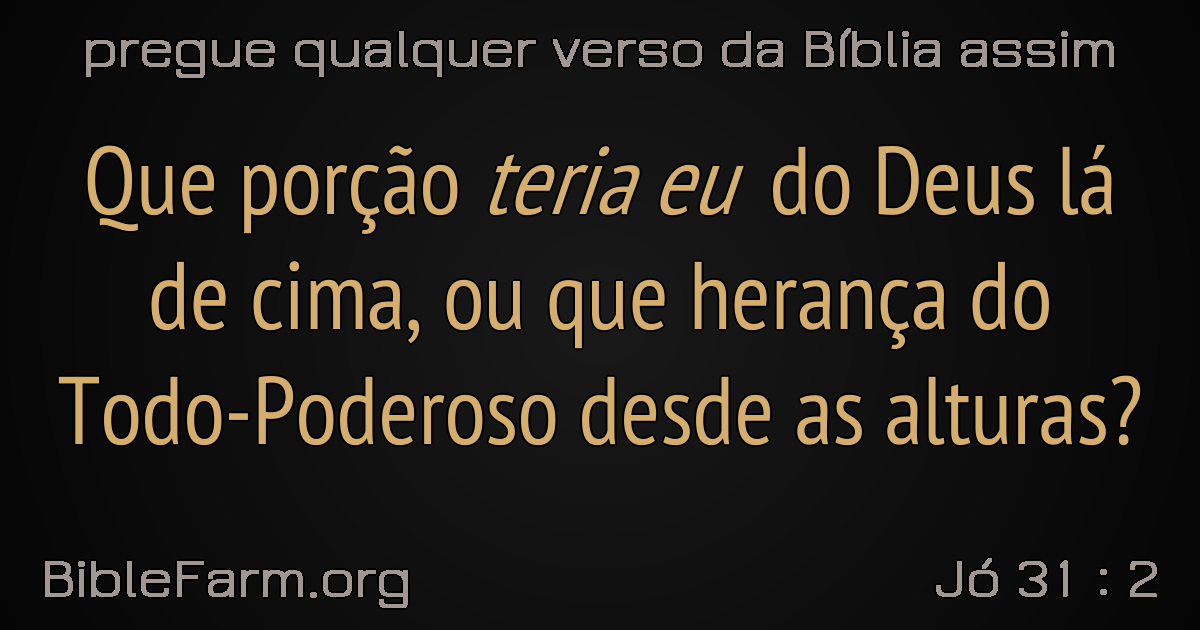 pregue qualquer verso da Bíblia assim
Que porção teria eu do Deus lá
de cima, ou que herança do
Todo-Poderoso desde as alturas?
BibleFarm.org
Jó 31 : 2